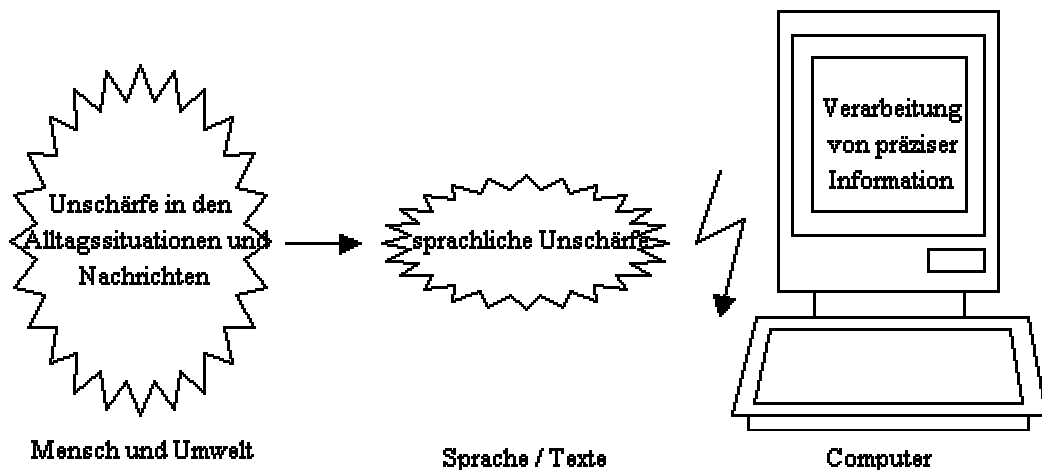 Unschärfe in den
Alltagssituationen und
Nachrichten
sprachliche Unschärfe
Verarbeitung
von präziser
Information
Mensch und Umwelt
Sprache / Texte
Computer